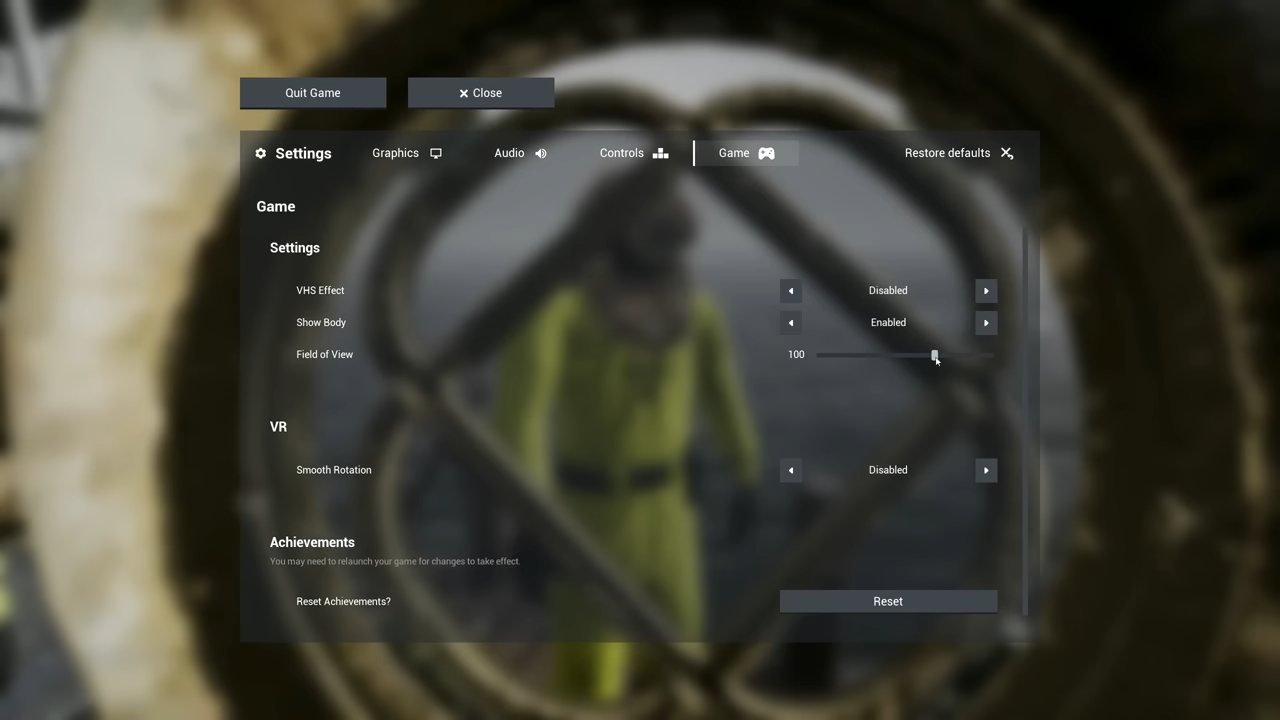 Quit Game
Close
Settings
Graphics
Audio
Controls
Game
Restore defaults
Game
Settings
VHS Effect
Disabled
Show Body
Enabled
Field of View
100
VR
Smooth Rotation
Disabled
Achievements
You may need to relaunch your game for changes to take effect.
Reset Achievements?
Reset